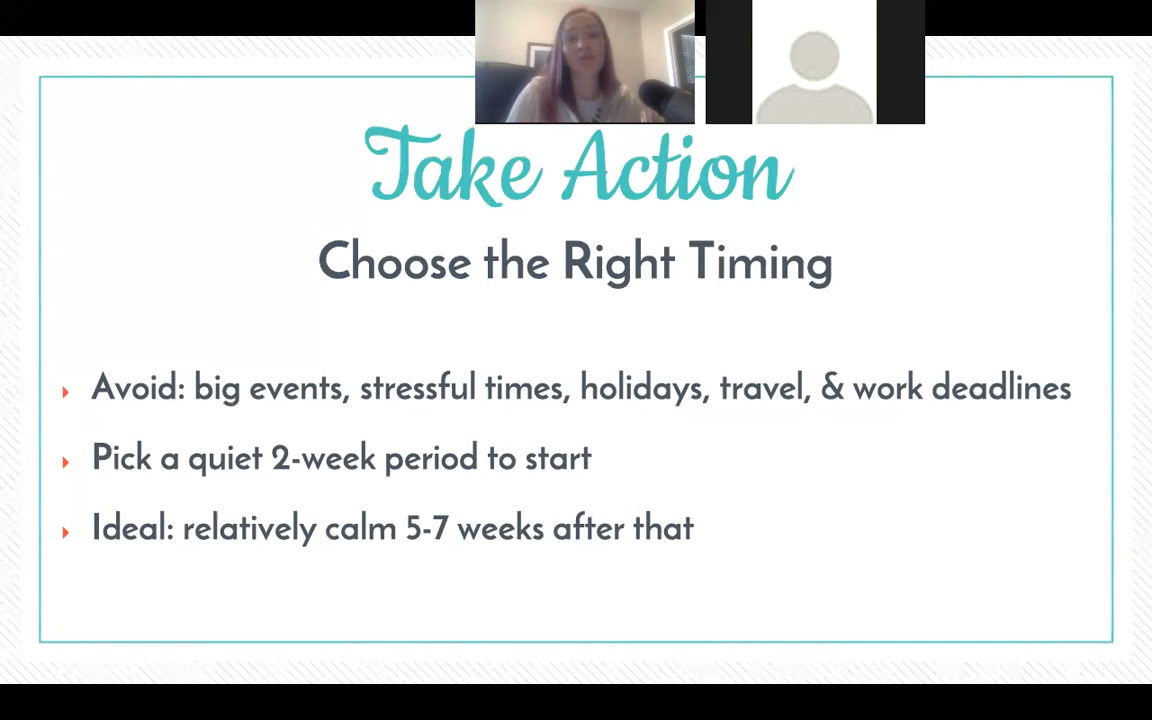 Take Action
Choose the Right Timing
Avoid: big events, stressful times, holidays, travel, & work deadlines
Pick a quiet 2-week period to start
Ideal: relatively calm 5-7 weeks after that